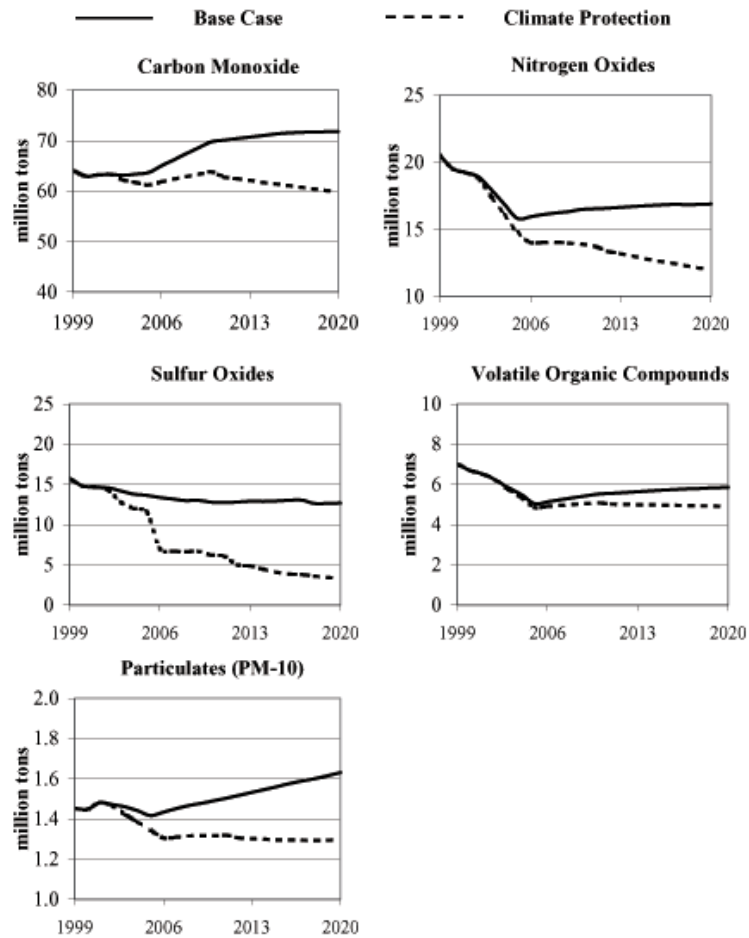 Base Case
Climate Protection
Carbon Monoxide
million tons
80
70
60
50
40
1999 2006 2013 2020
Nitrogen Oxides
million tons
25
20
15
10
1999 2006 2013 2020
Sulfur Oxides
million tons
25
20
15
10
5
0
1999 2006 2013 2020
Volatile Organic Compounds
million tons
10
8
6
4
2
0
1999 2006 2013 2020
Particulates (PM-10)
million tons
2.0
1.8
1.6
1.4
1.2
1.0
1999 2006 2013 2020